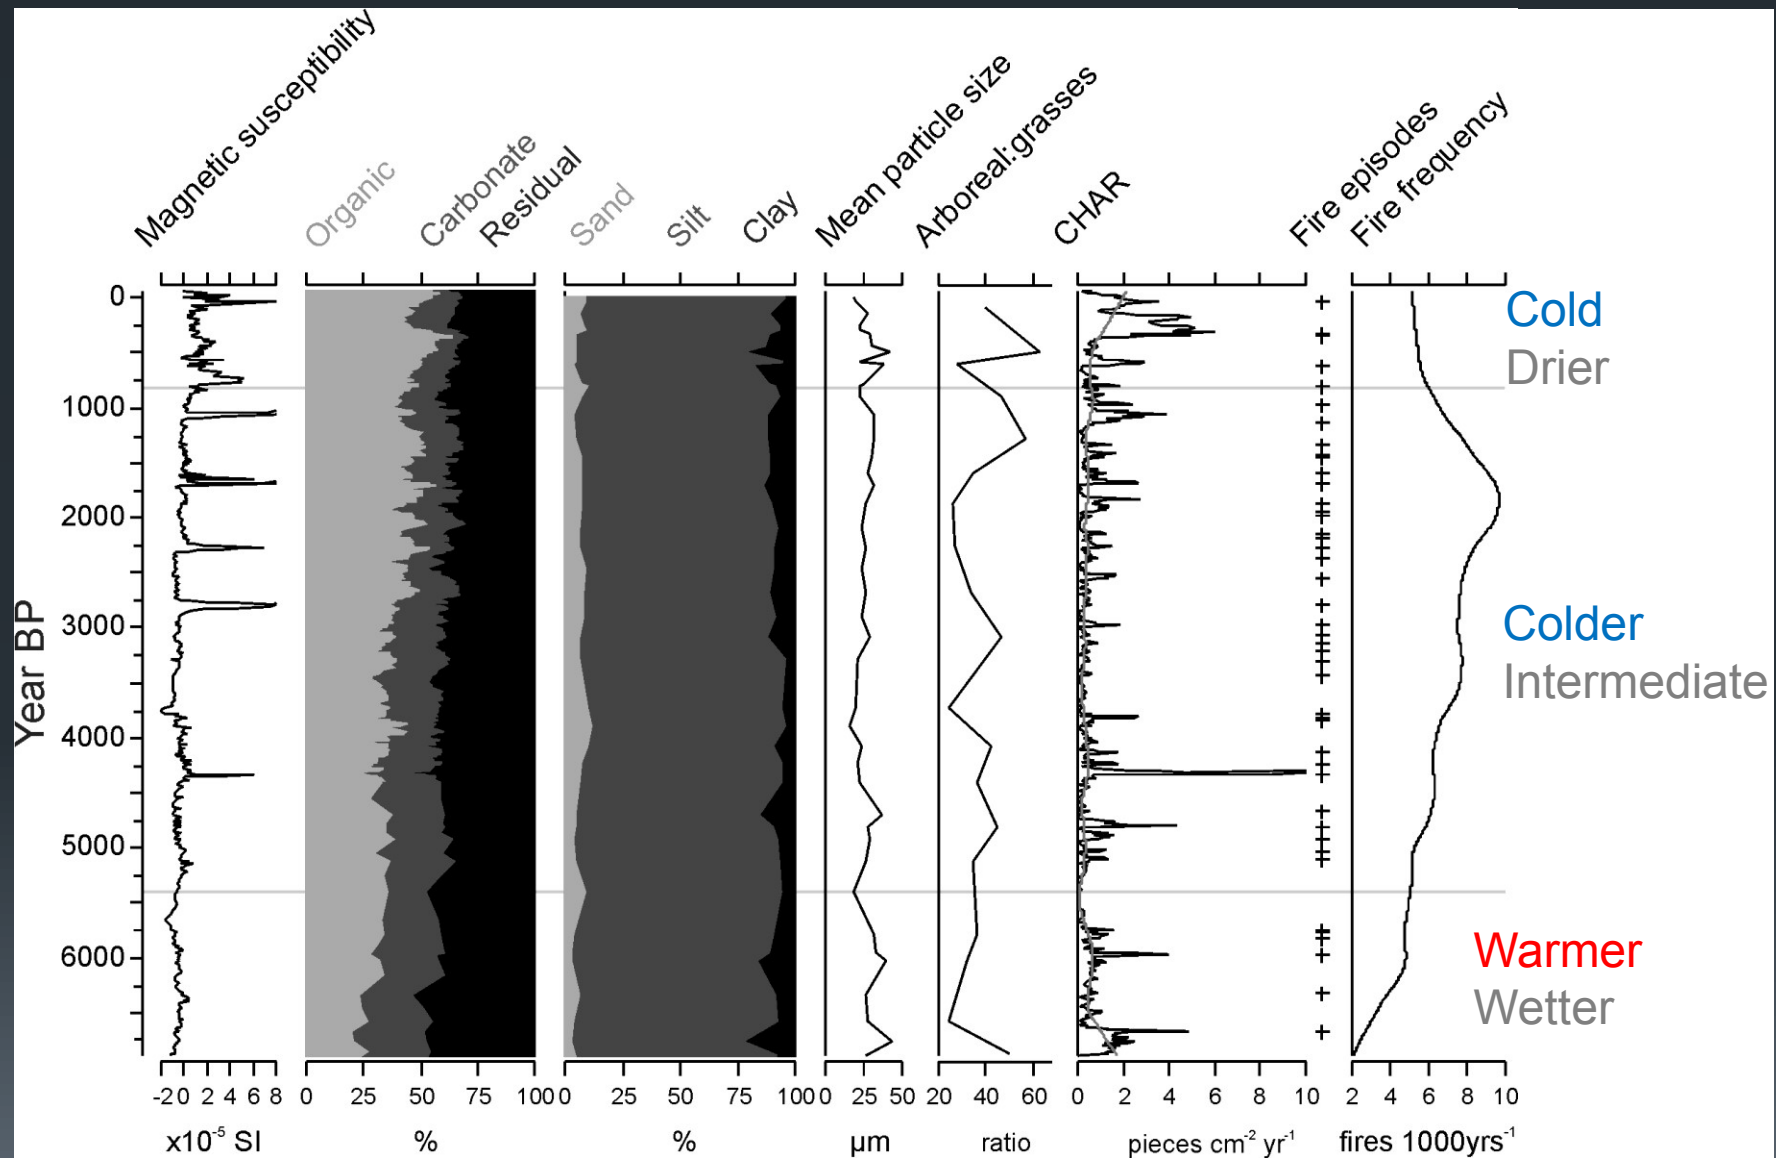 Magnetic susceptibility
Organic
Carbonate
Residual
Sand
Silt
Clay
Mean particle size
Arboreal:grasses
CHAR
Fire episodes
Fire frequency
Year BP
0
1000
2000
3000
4000
5000
6000
Cold
Drier
Colder
Intermediate
Warmer
Wetter
-2 0 2 4 6 8
0 25 50 75 100
0 25 50 75 100
0 25 50
20 40 60
0 2 4 6 8 10
2 4 6 8 10
x10⁻⁵ SI
%
%
µm
ratio
pieces cm⁻² yr⁻¹
fires 1000yrs⁻¹